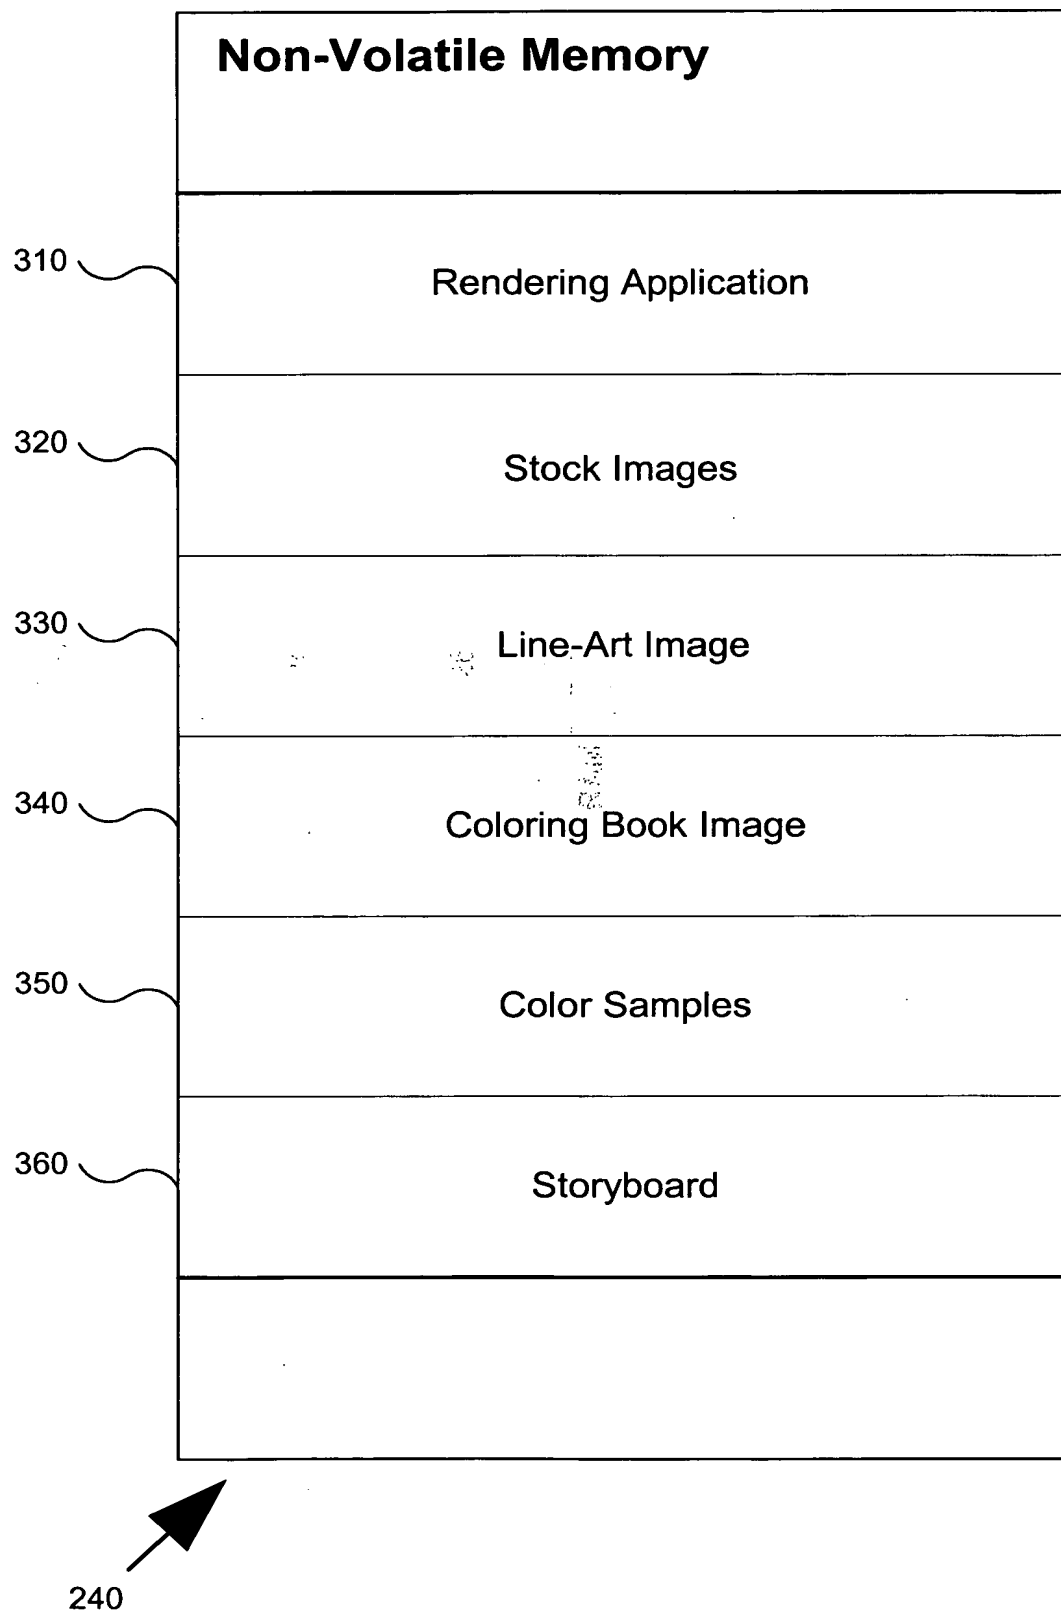 Non-Volatile Memory
310
Rendering Application
320
Stock Images
330
Line-Art Image
340
Coloring Book Image
350
Color Samples
360
Storyboard
240